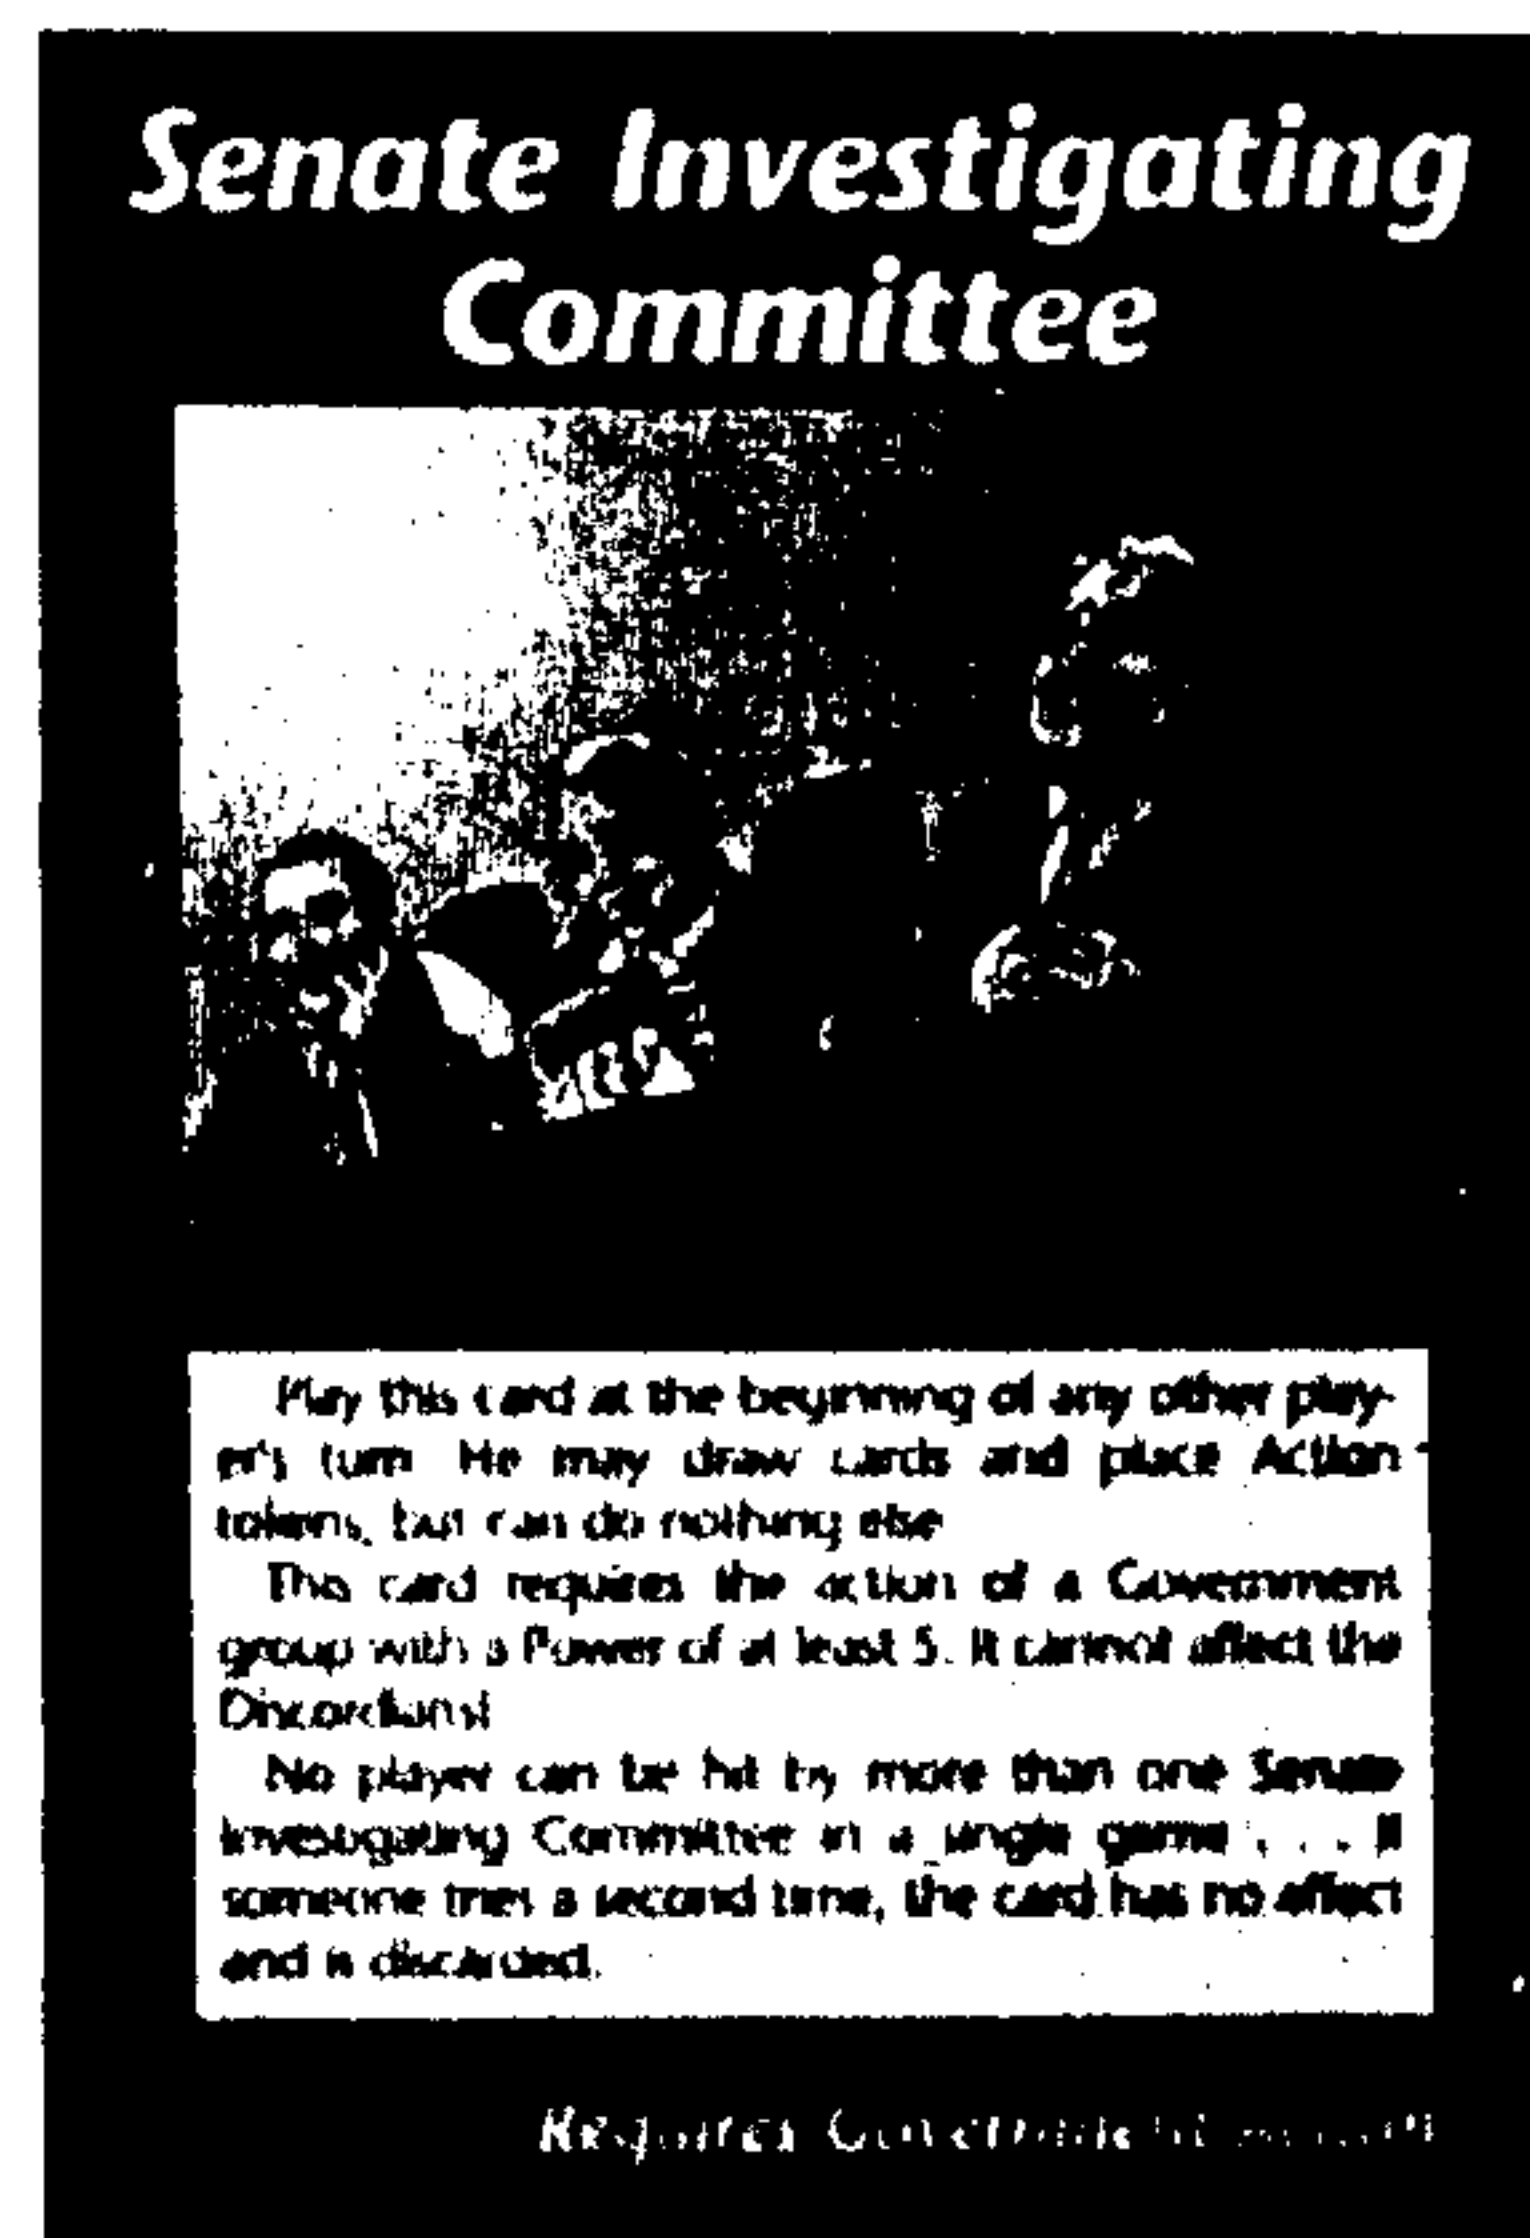 Senate Investigating
Committee
Play this card at the beginning of any other play-
er's turn. He may draw cards and place Action
tokens, but can do nothing else.
This card requires the action of a Government
group with a Power of at least 5. It cannot affect the
Discordians!
No player can be hit by more than one Senate
Investigating Committee in a single game . . . if
someone tries a second time, the card has no effect
and is discarded.
Requires Government Action